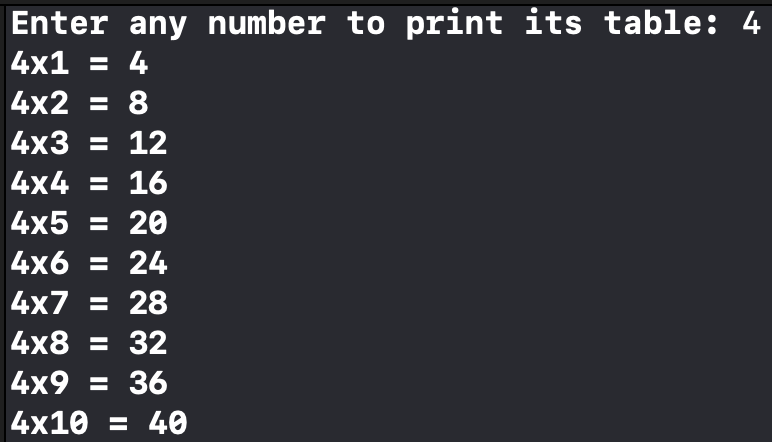 Enter any number to print its table: 4
4x1 = 4
4x2 = 8
4x3 = 12
4x4 = 16
4x5 = 20
4x6 = 24
4x7 = 28
4x8 = 32
4x9 = 36
4x10 = 40